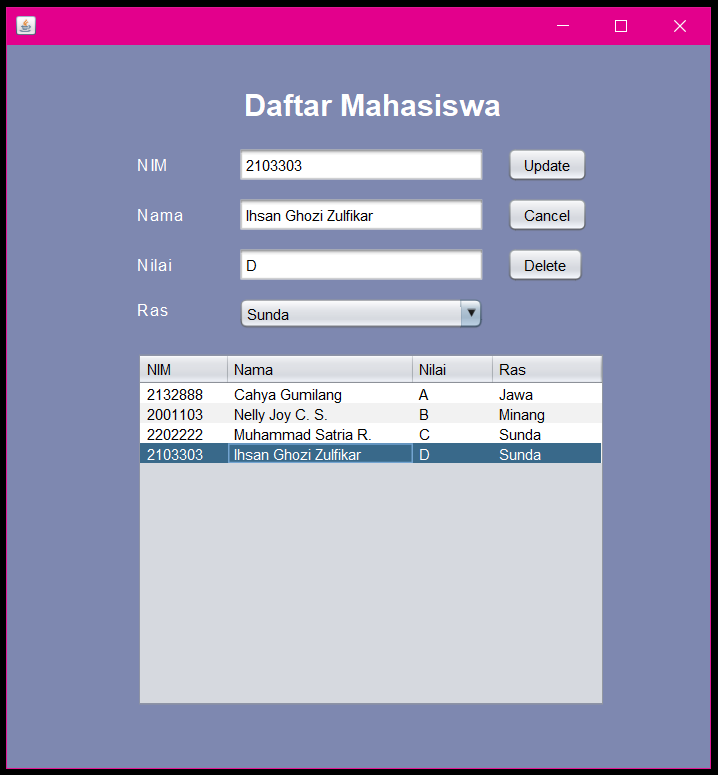 Daftar Mahasiswa
NIM 2103303 Update
Nama Ihsan Ghozi Zulfikar Cancel
Nilai D Delete
Ras Sunda
NIM Nama Nilai Ras
2132888 Cahya Gumilang A Jawa
2001103 Nelly Joy C. S. B Minang
2202222 Muhammad Satria R. C Sunda
2103303 Ihsan Ghozi Zulfikar D Sunda